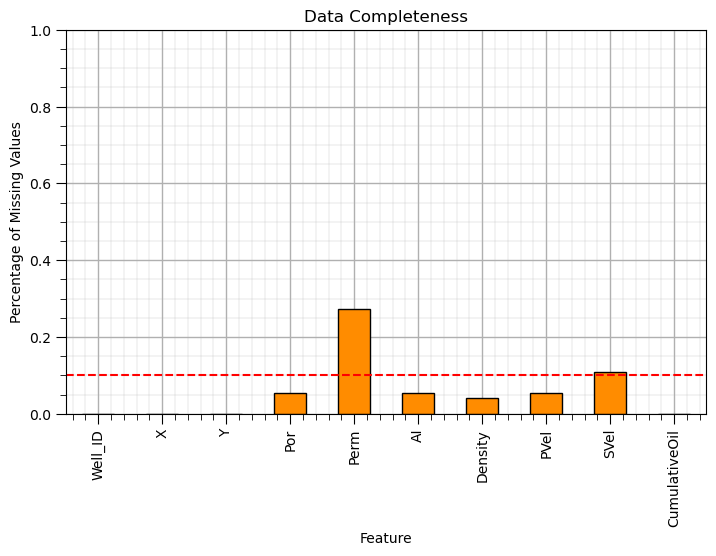 Data Completeness
Percentage of Missing Values
1.0
0.8
0.6
0.4
0.2
0.0
Well_ID
X
Y
Por
Perm
AI
Density
PVel
SVel
CumulativeOil
Feature